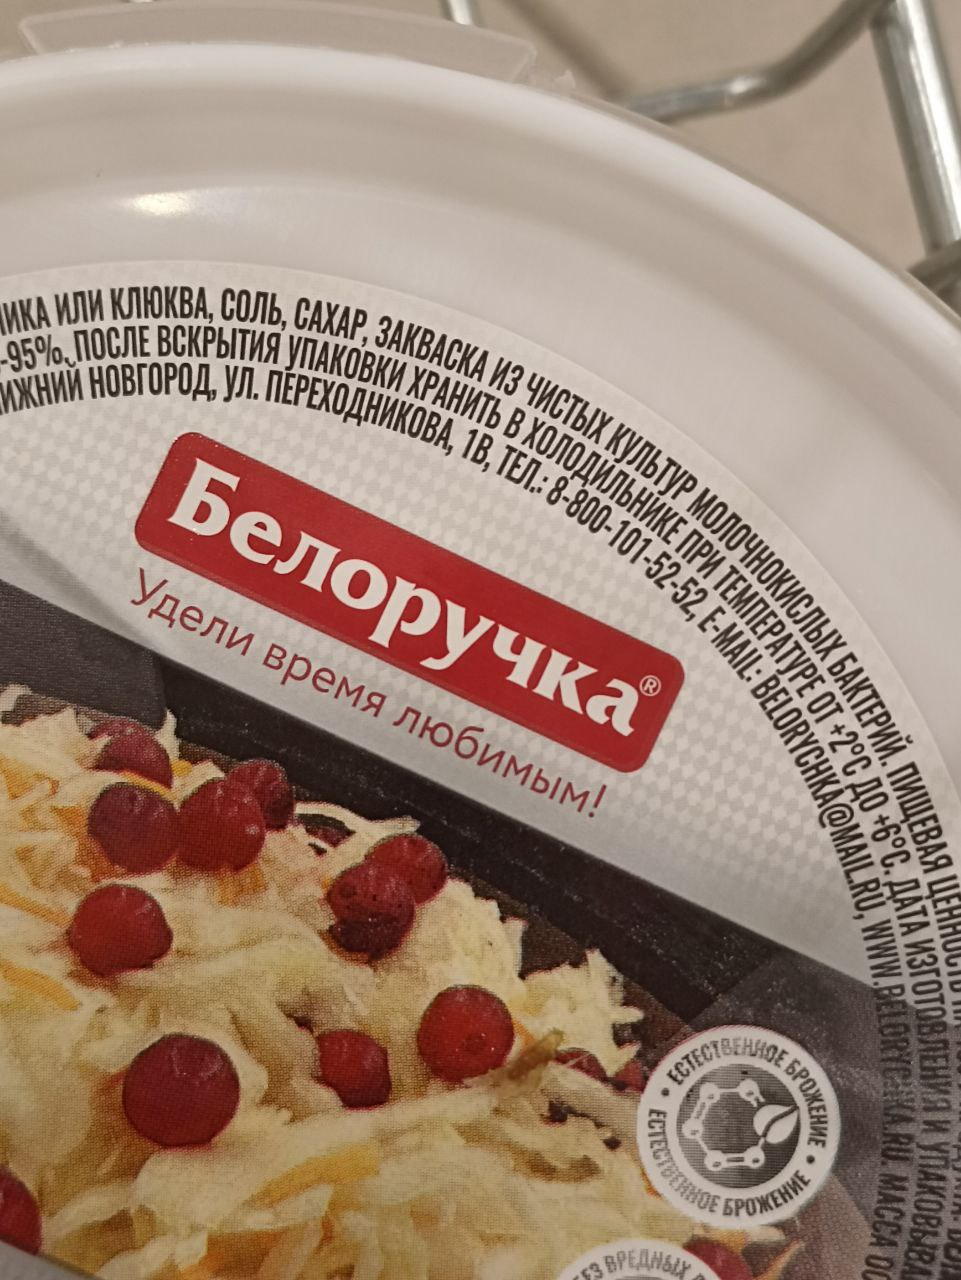 ИЛИ КЛЮКВА, СОЛЬ, САХАР, ЗАКВАСКА ИЗ ЧИСТЫХ КУЛЬТУР МОЛОЧНОКИСЛЫХ БАКТЕРИЙ. ПИЩЕВАЯ ЦЕННОСТЬ
-95%. ПОСЛЕ ВСКРЫТИЯ УПАКОВКИ ХРАНИТЬ В ХОЛОДИЛЬНИКЕ ПРИ ТЕМПЕРАТУРЕ ОТ +2°С ДО +6°С. ДАТА ИЗГОТОВЛЕНИЯ И УПАКОВЫВА
НОВГОРОД, УЛ. ПЕРЕХОДНИКОВА, 1В, ТЕЛ.: 8-800-101-52-52, E-MAIL: BELORYCHKA@MAIL.RU, WWW.BELORYCHKA.RU МАССА
Белоручка®
Удели время любимым!
ЕСТЕСТВЕННОЕ БРОЖЕНИЕ • ЕСТЕСТВЕННОЕ БРОЖЕНИЕ •
БЕЗ ВРЕДНЫХ